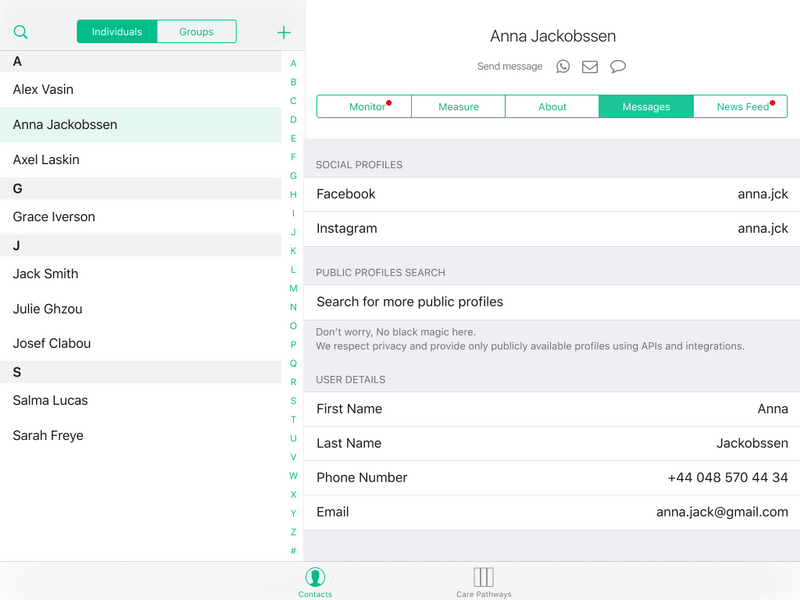 Individuals
Groups
A
Alex Vasin
Anna Jackobssen
Axel Laskin
G
Grace Iverson
J
Jack Smith
Julie Ghzou
Josef Clabou
S
Salma Lucas
Sarah Freye
A
B
C
D
E
F
G
H
I
J
K
L
M
N
O
P
Q
R
S
T
U
V
W
X
Y
Z
#
Anna Jackobssen
Send message
Monitor
Measure
About
Messages
News Feed
SOCIAL PROFILES
Facebook anna.jck
Instagram anna.jck
PUBLIC PROFILES SEARCH
Search for more public profiles
Don't worry, No black magic here.
We respect privacy and provide only publicly available profiles using APIs and integrations.
USER DETAILS
First Name Anna
Last Name Jackobssen
Phone Number +44 048 570 44 34
Email anna.jack@gmail.com
Contacts
Care Pathways